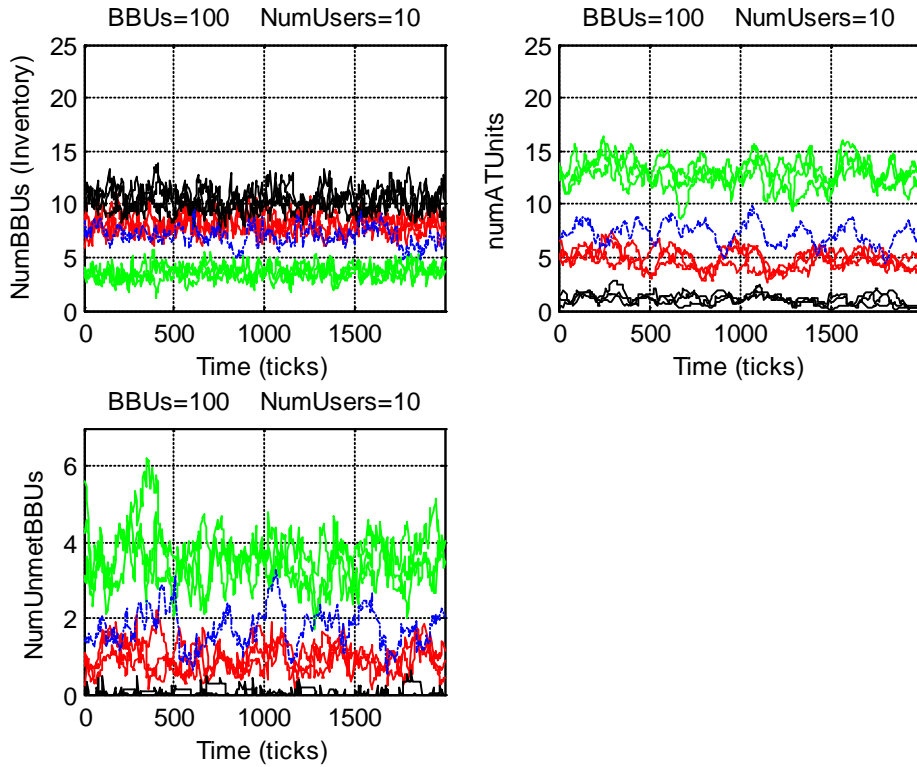 BBUs=100 NumUsers=10
NumBBUs (Inventory)
25
20
15
10
5
0
0 500 1000 1500
Time (ticks)
BBUs=100 NumUsers=10
numATUnits
25
20
15
10
5
0
0 500 1000 1500
Time (ticks)
BBUs=100 NumUsers=10
NumUnmetBBUs
6
4
2
0
0 500 1000 1500
Time (ticks)